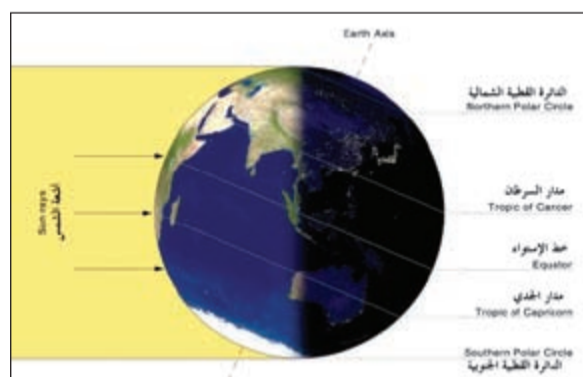 Earth Axis
الدائرة القطبية الشمالية
Northern Polar Circle
مدار السرطان
Tropic of Cancer
خط الإستواء
Equator
مدار الجدي
Tropic of Capricorn
Southern Polar Circle
الدائرة القطبية الجنوبية
Sun rays
أشعة الشمس